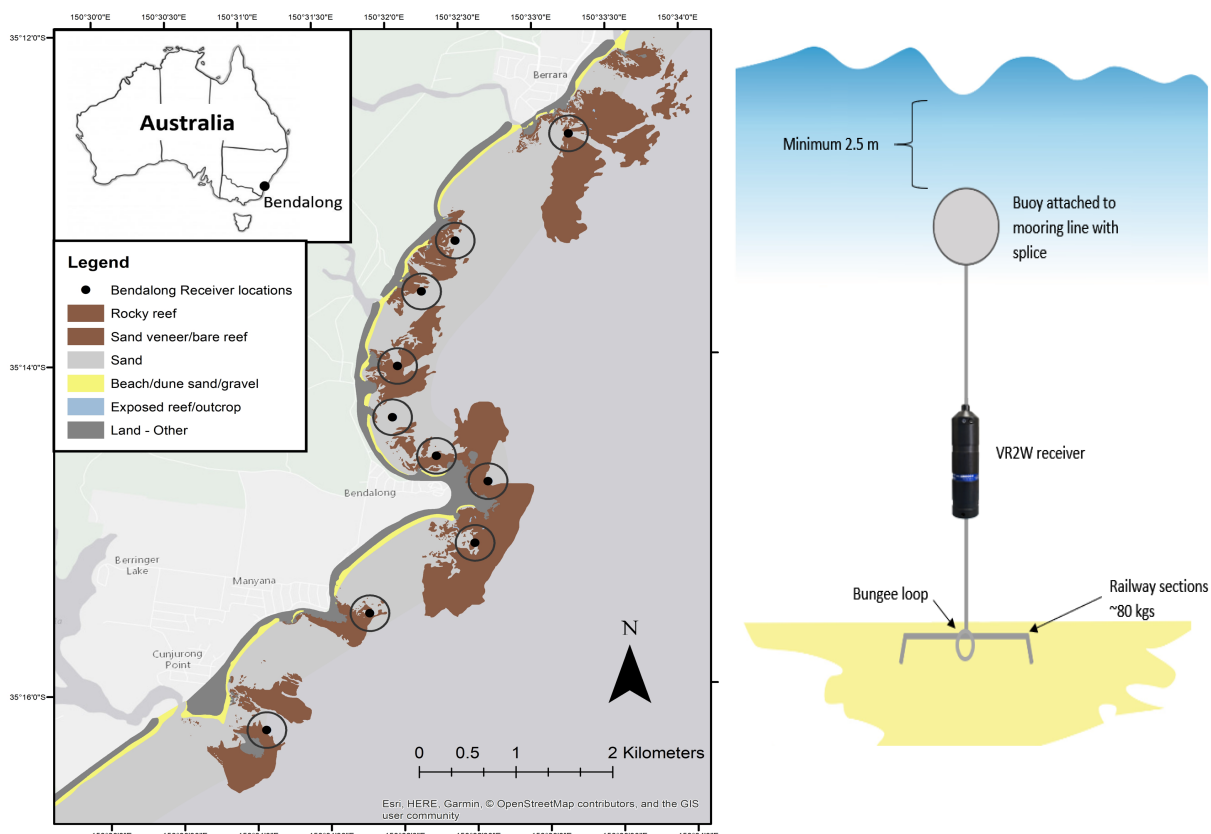 150°30'0"E 150°30'30"E 150°31'0"E 150°31'30"E 150°32'0"E 150°32'30"E 150°33'0"E 150°33'30"E 150°34'0"E
35°12'0"S
Australia
Bendalong
Berrara
Legend
Bendalong Receiver locations
Rocky reef
Sand veneer/bare reef
Sand
Beach/dune sand/gravel
Exposed reef/outcrop
Land - Other
35°14'0"S
Bendalong
Berringer
Lake
Manyana
Cunjurong
Point
35°16'0"S
N
0 0.5 1 2 Kilometers
Esri, HERE, Garmin, © OpenStreetMap contributors, and the GIS
user community
Minimum 2.5 m
Buoy attached to
mooring line with
splice
VR2W receiver
Bungee loop
Railway sections
~80 kgs